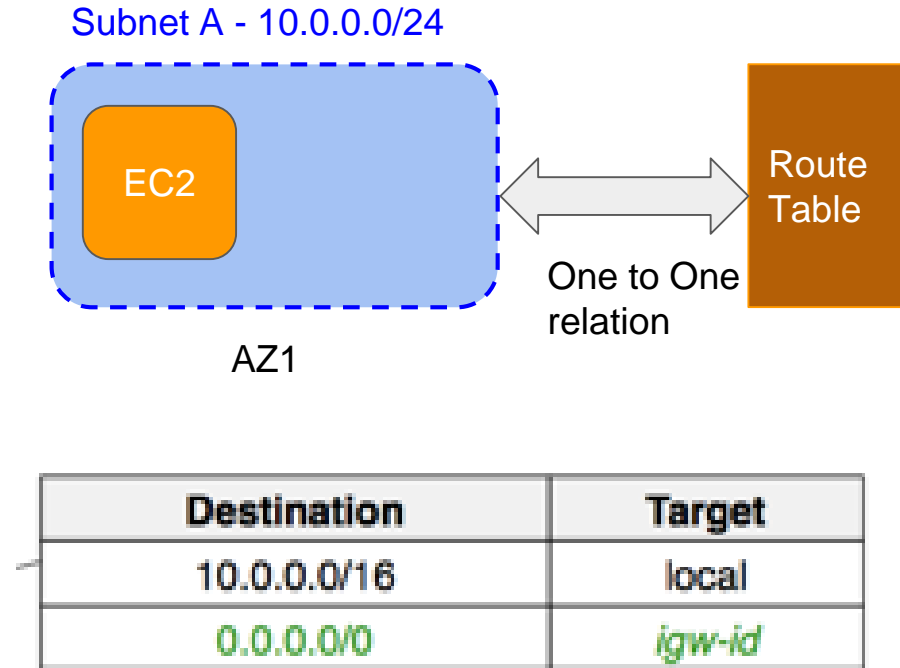 Subnet A - 10.0.0.0/24
EC2
Route
Table
One to One
relation
AZ1
Destination Target
10.0.0.0/16 local
0.0.0.0/0 igw-id